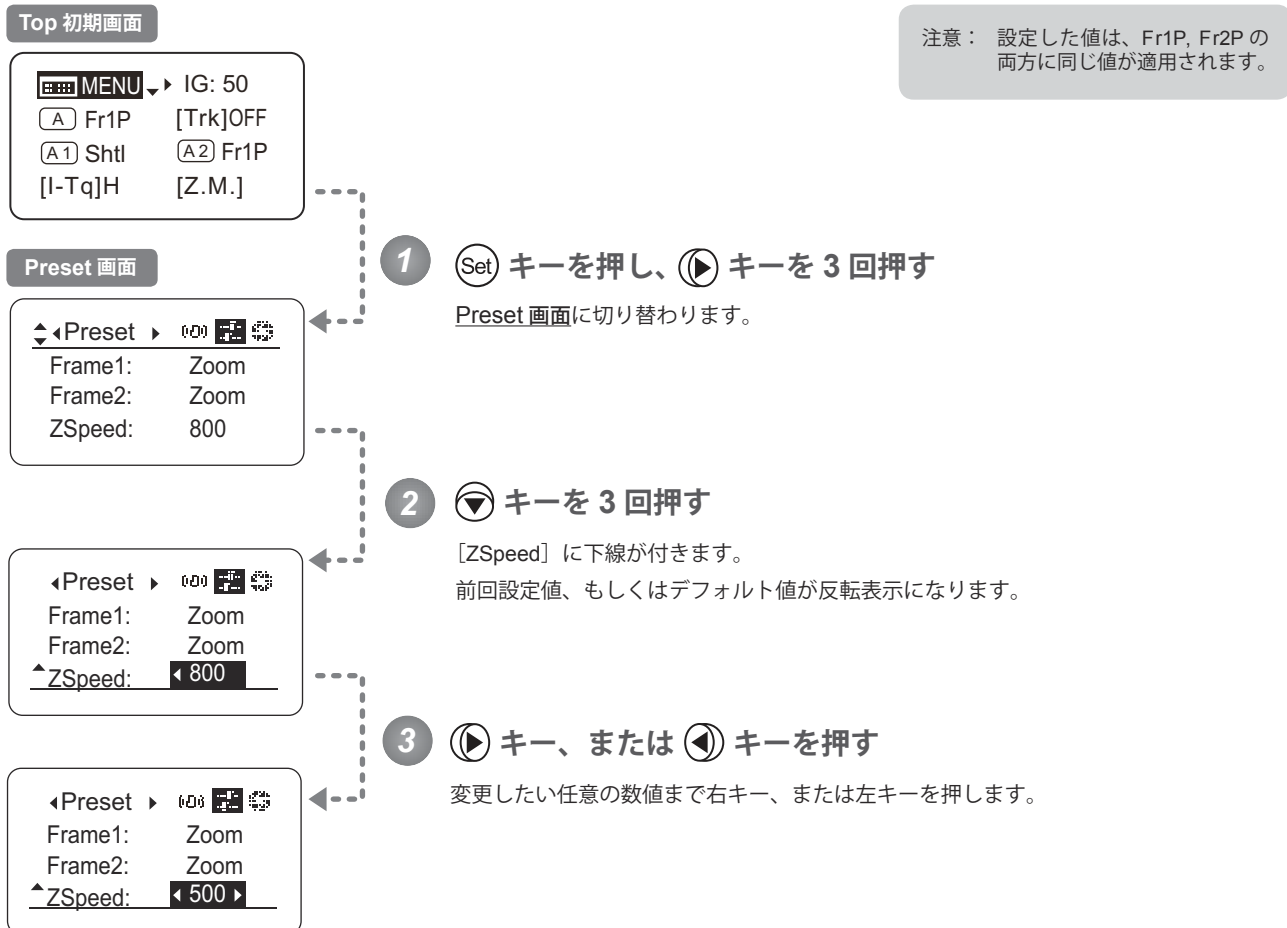 Top 初期画面
注意： 設定した値は、Fr1P, Fr2P の
両方に同じ値が適用されます。
MENU IG: 50
A Fr1P [Trk]OFF
A1 Shtl A2 Fr1P
[I-Tq]H [Z.M.]
1 Set キーを押し、 キーを 3 回押す
Preset 画面に切り替わります。
Preset 画面
Preset
Frame1: Zoom
Frame2: Zoom
ZSpeed: 800
2 キーを 3 回押す
［ZSpeed］に下線が付きます。
前回設定値、もしくはデフォルト値が反転表示になります。
Preset
Frame1: Zoom
Frame2: Zoom
ZSpeed: 800
3 キー、または キーを押す
変更したい任意の数値まで右キー、または左キーを押します。
Preset
Frame1: Zoom
Frame2: Zoom
ZSpeed: 500